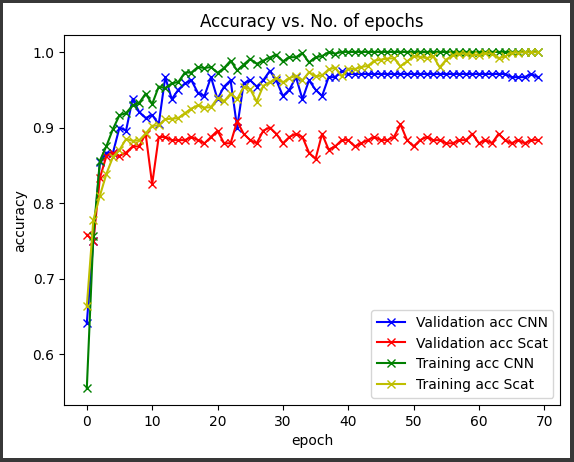 Accuracy vs. No. of epochs
accuracy
1.0
0.9
0.8
0.7
0.6
Validation acc CNN
Validation acc Scat
Training acc CNN
Training acc Scat
0 10 20 30 40 50 60 70
epoch